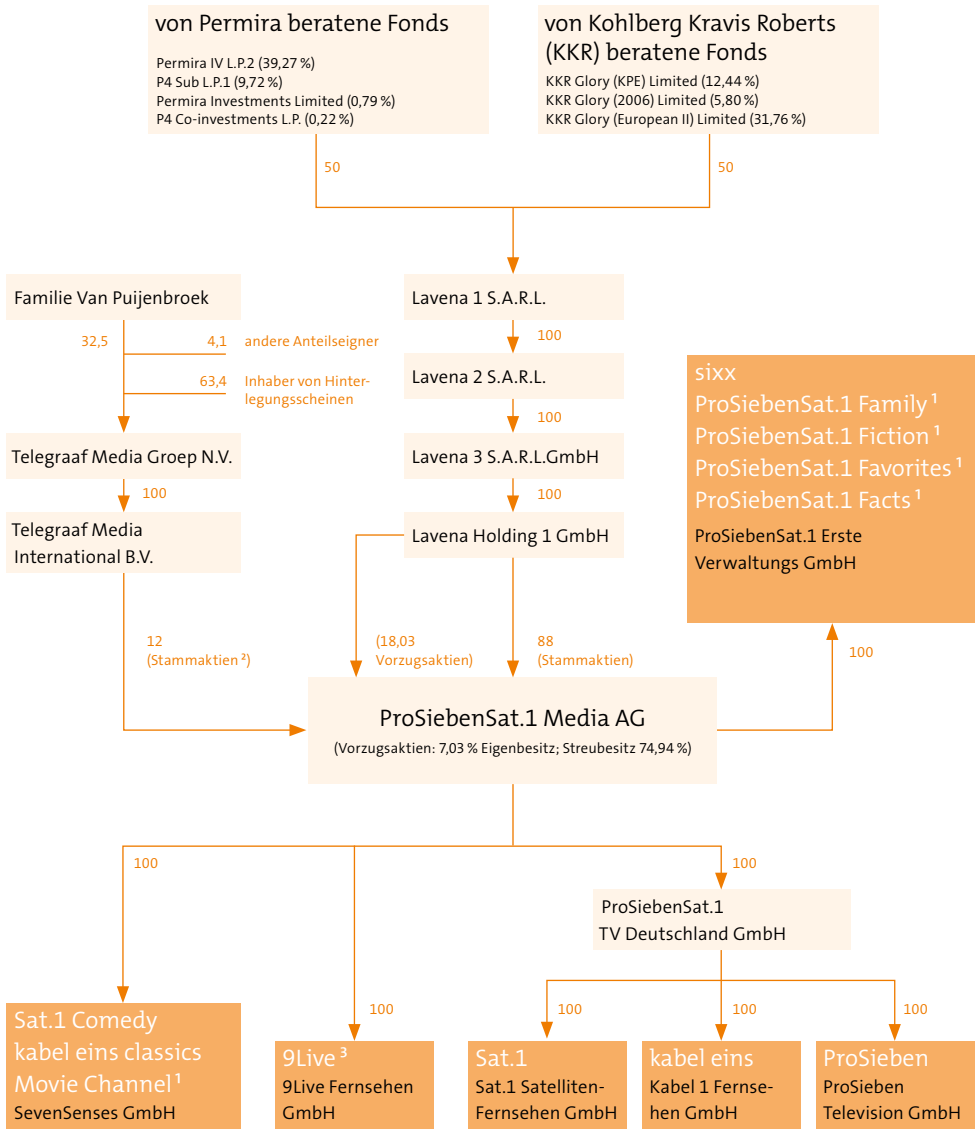 von Permira beratene Fonds
Permira IV L.P.2 (39,27 %)
P4 Sub L.P.1 (9,72 %)
Permira Investments Limited (0,79 %)
P4 Co-investments L.P. (0,22 %)
von Kohlberg Kravis Roberts
(KKR) beratene Fonds
KKR Glory (KPE) Limited (12,44 %)
KKR Glory (2006) Limited (5,80 %)
KKR Glory (European II) Limited (31,76 %)
50
50
Familie Van Puijenbroek
32,5
4,1
andere Anteilseigner
63,4
Inhaber von Hinter-
legungsscheinen
Telegraaf Media Groep N.V.
100
Telegraaf Media
International B.V.
Lavena 1 S.A.R.L.
100
Lavena 2 S.A.R.L.
100
Lavena 3 S.A.R.L.GmbH
100
Lavena Holding 1 GmbH
sixx
ProSiebenSat.1 Family ¹
ProSiebenSat.1 Fiction ¹
ProSiebenSat.1 Favorites ¹
ProSiebenSat.1 Facts ¹
ProSiebenSat.1 Erste
Verwaltungs GmbH
12
(Stammaktien ²)
(18,03
Vorzugsaktien)
88
(Stammaktien)
100
ProSiebenSat.1 Media AG
(Vorzugsaktien: 7,03 % Eigenbesitz; Streubesitz 74,94 %)
100
100
ProSiebenSat.1
TV Deutschland GmbH
100
100
100
100
Sat.1 Comedy
kabel eins classics
Movie Channel ¹
SevenSenses GmbH
9Live ³
9Live Fernsehen
GmbH
Sat.1
Sat.1 Satelliten-
Fernsehen GmbH
kabel eins
Kabel 1 Fernse-
hen GmbH
ProSieben
ProSieben
Television GmbH